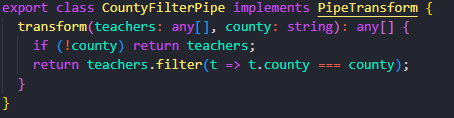 export class CountyFilterPipe implements PipeTransform {
  transform(teachers: any[], county: string): any[] {
    if (!county) return teachers;
    return teachers.filter(t => t.county === county);
  }
}